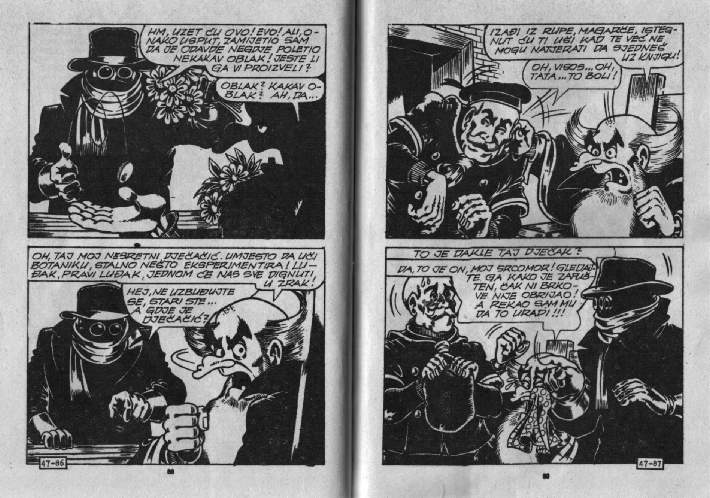 HM, UZET ĆU OVO! EVO! ALI, O-
NAKO USPUT, ZAMIJETIO SAM
DA JE ODAVDE NEGDJE POLETIO
NEKAKAV OBLAK! JESTE LI
GA VI PROIZVELI?
OBLAK? KAKAV O-
BLAK? AH, DA...
OH, TAJ MOJ NESRETNI DJEČAČIĆ. UMJESTO DA UČI
BOTANIKU, STALNO NEŠTO EKSPERIMENTIRA! LU-
ĐAK, PRAVI LUĐAK, JEDNOM ĆE NAS SVE DIGNUTI
U ZRAK!
HEJ, NE UZBUĐUJTE
SE, STARI STE...
A GDJE JE
DJEČAČIĆ?
47-86
IZAĐI IZ RUPE, MAGARČE, ISTEG-
NUT ĆU TI UŠI KAD TE VEĆ NE
MOGU NATJERATI DA SJEDNEŠ
UZ KNJIGU!
OH, VIGOS... OH,
TATA... TO BOLI!
TO JE DAKLE TAJ DJEČAK?
DA, TO JE ON, MOJ SRCOMOR! GLEDAJ-
TE GA KAKO JE ZAPUŠ-
TEN, ČAK NI BRKO-
VE NIJE OBRIJAO!
A REKAO SAM MU
DA TO URADI!!!
47-87